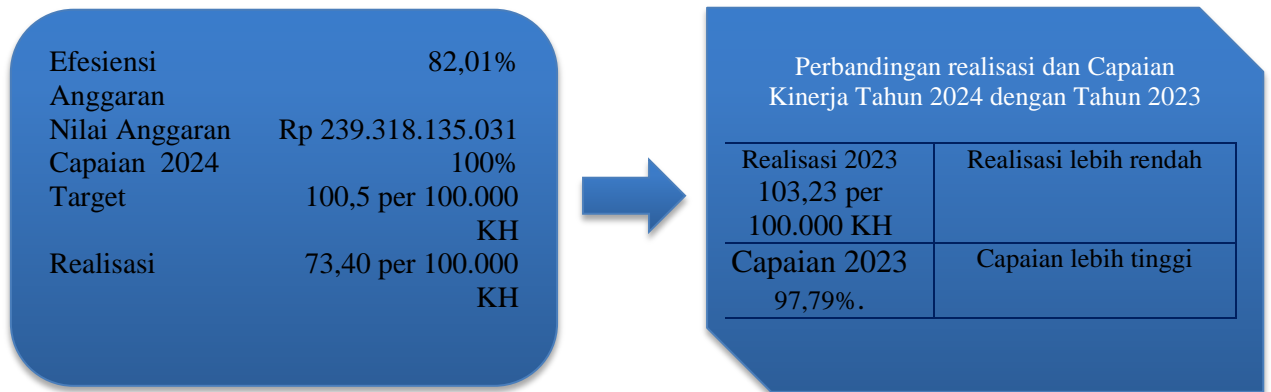 Efesiensi 82,01%
Anggaran
Nilai Anggaran Rp 239.318.135.031
Capaian 2024 100%
Target 100,5 per 100.000
KH
Realisasi 73,40 per 100.000
KH
Perbandingan realisasi dan Capaian
Kinerja Tahun 2024 dengan Tahun 2023
Realisasi 2023 Realisasi lebih rendah
103,23 per
100.000 KH
Capaian 2023 Capaian lebih tinggi
97,79%.